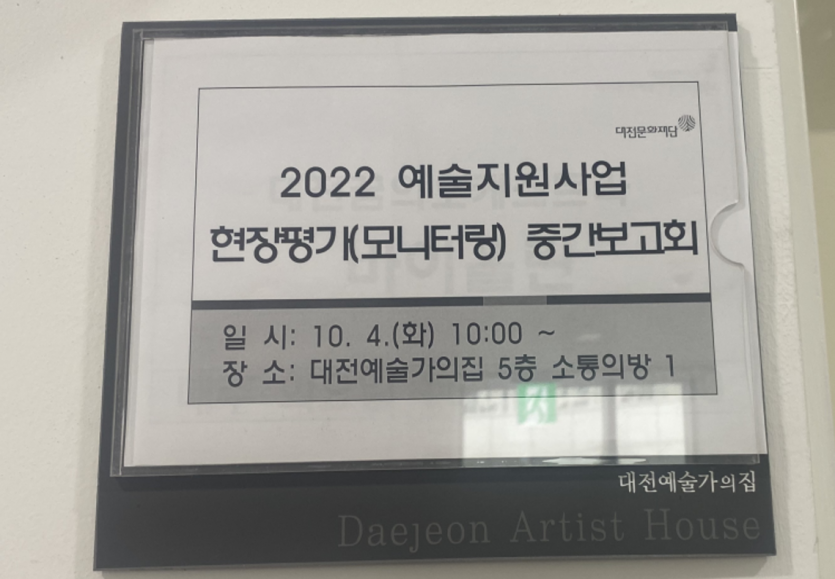 대전문화재단
2022 예술지원사업
현장평가(모니터링) 중간보고회
일 시: 10. 4.(화) 10:00 ~
장 소: 대전예술가의집 5층 소통의방 1
대전예술가의집
Daejeon Artist House